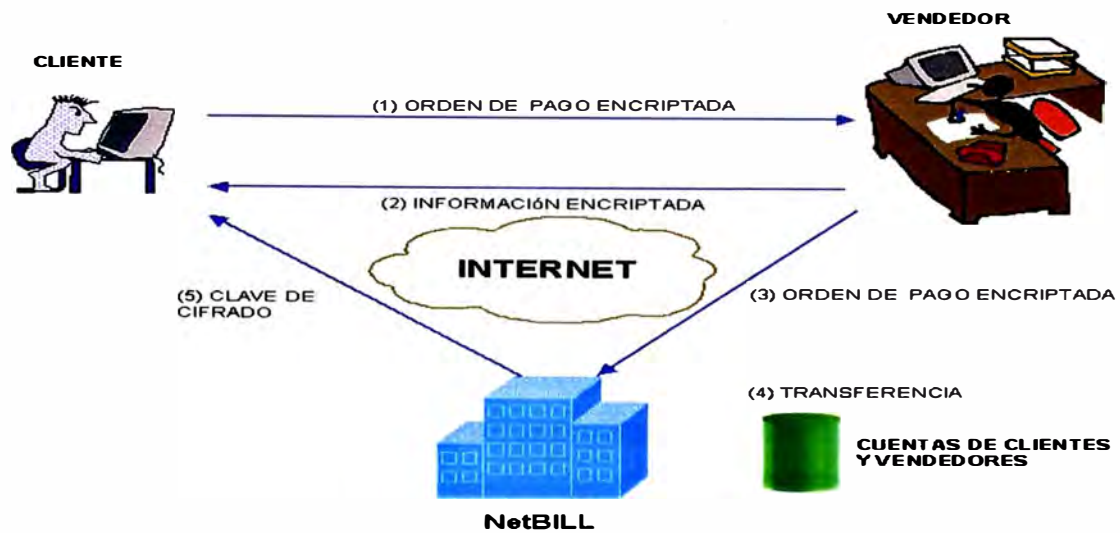 VENDEDOR
CLIENTE
(1) ORDEN DE PAGO ENCRIPTADA
(2) INFORMACIóN ENCRIPTADA
INTERNET
(5) CLAVE DE
CIFRADO
(3) ORDEN DE PAGO ENCRIPTADA
(4) TRANSFERENCIA
CUENTAS DE CLIENTES
Y VENDEDORES
NetBILL